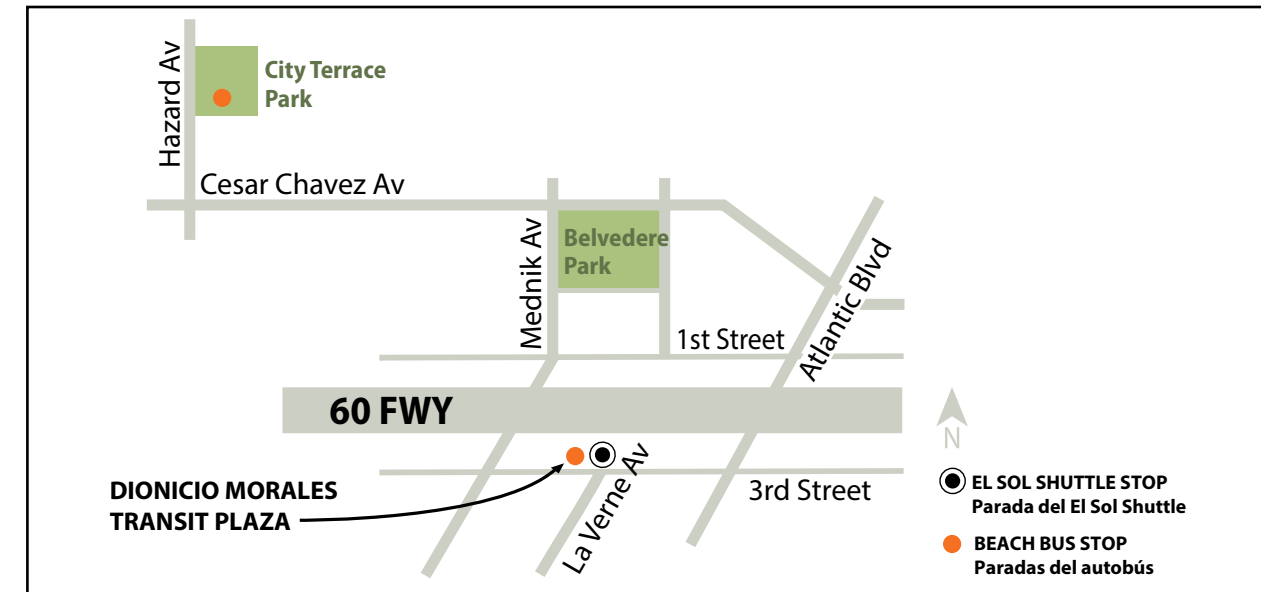 Hazard Av
City Terrace
Park
Cesar Chavez Av
Mednik Av
Belvedere
Park
Atlantic Blvd
1st Street
60 FWY
N
DIONICIO MORALES
TRANSIT PLAZA
La Verne Av
3rd Street
EL SOL SHUTTLE STOP
Parada del El Sol Shuttle
BEACH BUS STOP
Paradas del autobús